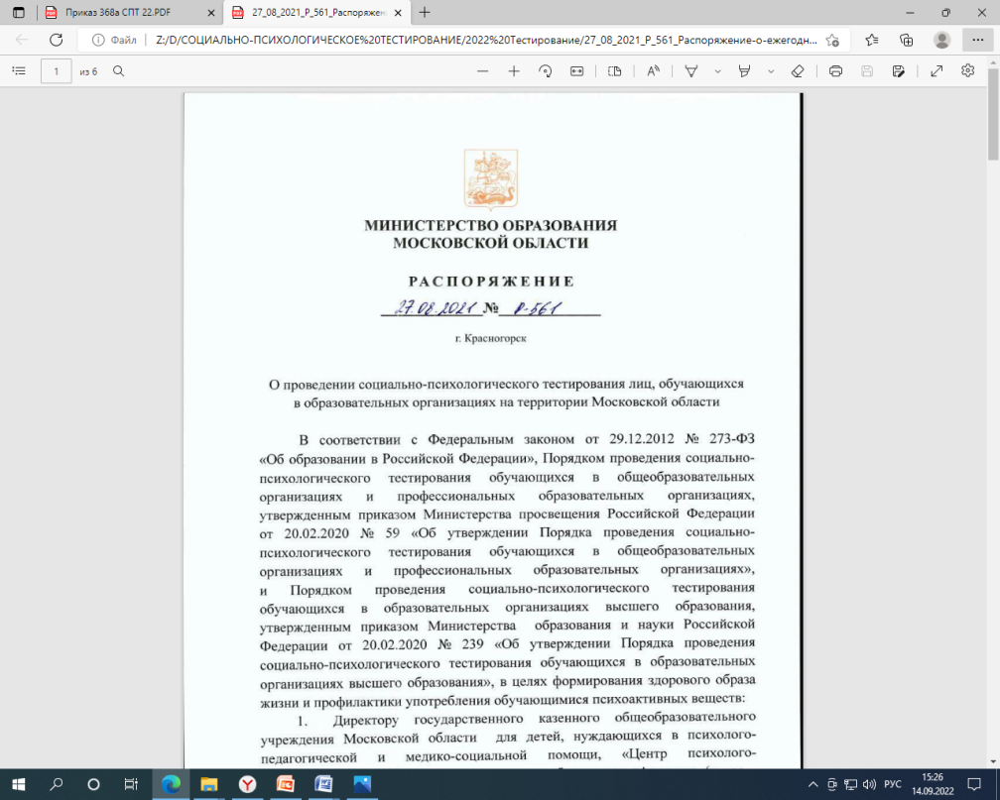 Приказ 368а СПТ 22.PDF
27_08_2021_Р_561_Распоряжен
Файл
Z:/D/СОЦИАЛЬНО-ПСИХОЛОГИЧЕСКОЕ%20ТЕСТИРОВАНИЕ/2022%20Тестирование/27_08_2021_Р_561_Распоряжение-о-ежегодн...
1 из 6
МИНИСТЕРСТВО ОБРАЗОВАНИЯ
МОСКОВСКОЙ ОБЛАСТИ
РАСПОРЯЖЕНИЕ
27.08.2021 № Р-561
г. Красногорск
О проведении социально-психологического тестирования лиц, обучающихся
в образовательных организациях на территории Московской области
В соответствии с Федеральным законом от 29.12.2012 № 273-ФЗ
«Об образовании в Российской Федерации», Порядком проведения социально-
психологического тестирования обучающихся в общеобразовательных
организациях и профессиональных образовательных организациях,
утвержденным приказом Министерства просвещения Российской Федерации
от 20.02.2020 № 59 «Об утверждении Порядка проведения социально-
психологического тестирования обучающихся в общеобразовательных
организациях и профессиональных образовательных организациях»,
и Порядком проведения социально-психологического тестирования
обучающихся в образовательных организациях высшего образования,
утвержденным приказом Министерства образования и науки Российской
Федерации от 20.02.2020 № 239 «Об утверждении Порядка проведения
социально-психологического тестирования обучающихся в образовательных
организациях высшего образования», в целях формирования здорового образа
жизни и профилактики употребления обучающимися психоактивных веществ:
1. Директору государственного казенного общеобразовательного
учреждения Московской области для детей, нуждающихся в психолого-
педагогической и медико-социальной помощи, «Центр психолого-
РУС
15:26
14.09.2022